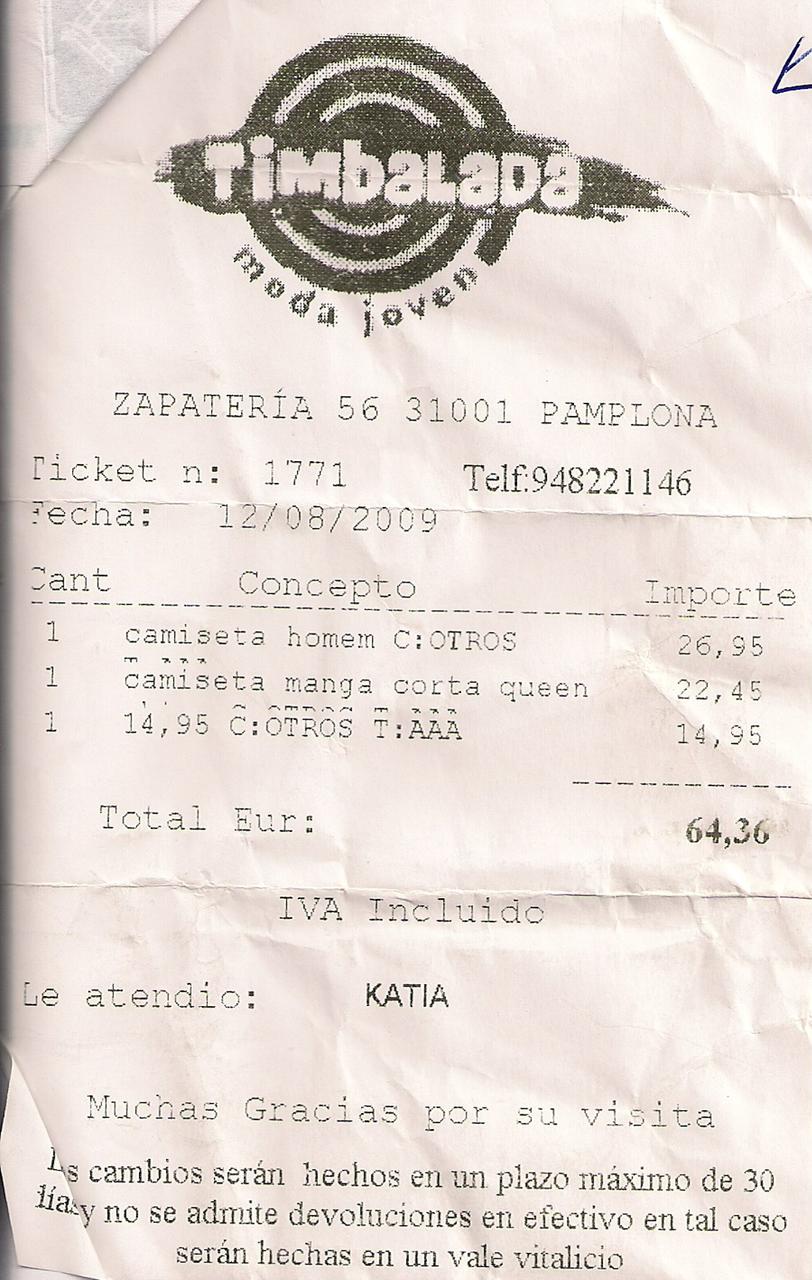 Timbalada
moda joven
ZAPATERÍA 56 31001 PAMPLONA
Ticket n: 1771 Telf:948221146
Fecha: 12/08/2009
Cant Concepto Importe
1 camiseta homem C:OTROS 26,95
1 camiseta manga corta queen 22,45
1 14,95 C:OTROS T:AAA 14,95
Total Eur: 64,36
IVA Incluido
Le atendio: KATIA
Muchas Gracias por su visita
Ls cambios serán hechos en un plazo máximo de 30
días y no se admite devoluciones en efectivo en tal caso
serán hechas en un vale vitalicio